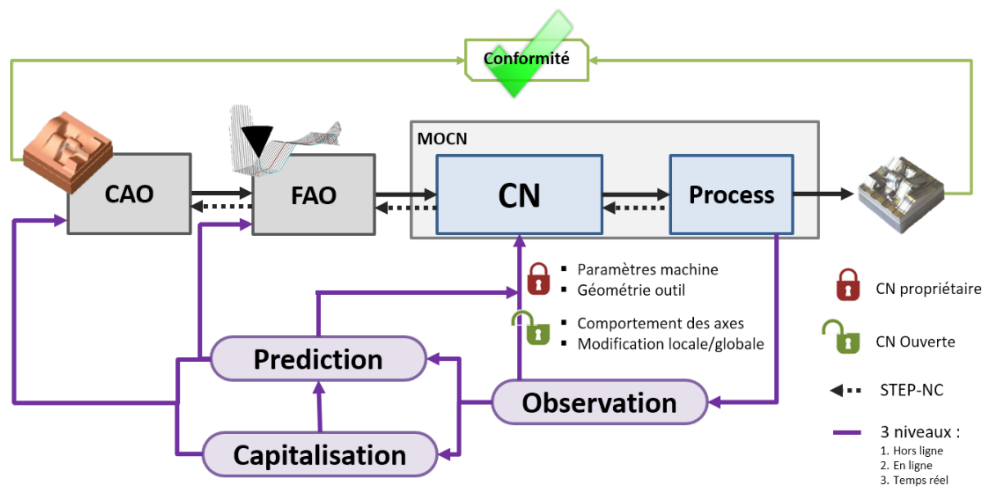 Conformité
MOCN
CAO
FAO
CN
Process
▪ Paramètres machine
▪ Géométrie outil
▪ Comportement des axes
▪ Modification locale/globale
CN propriétaire
CN Ouverte
STEP-NC
3 niveaux :
1. Hors ligne
2. En ligne
3. Temps réel
Prediction
Observation
Capitalisation